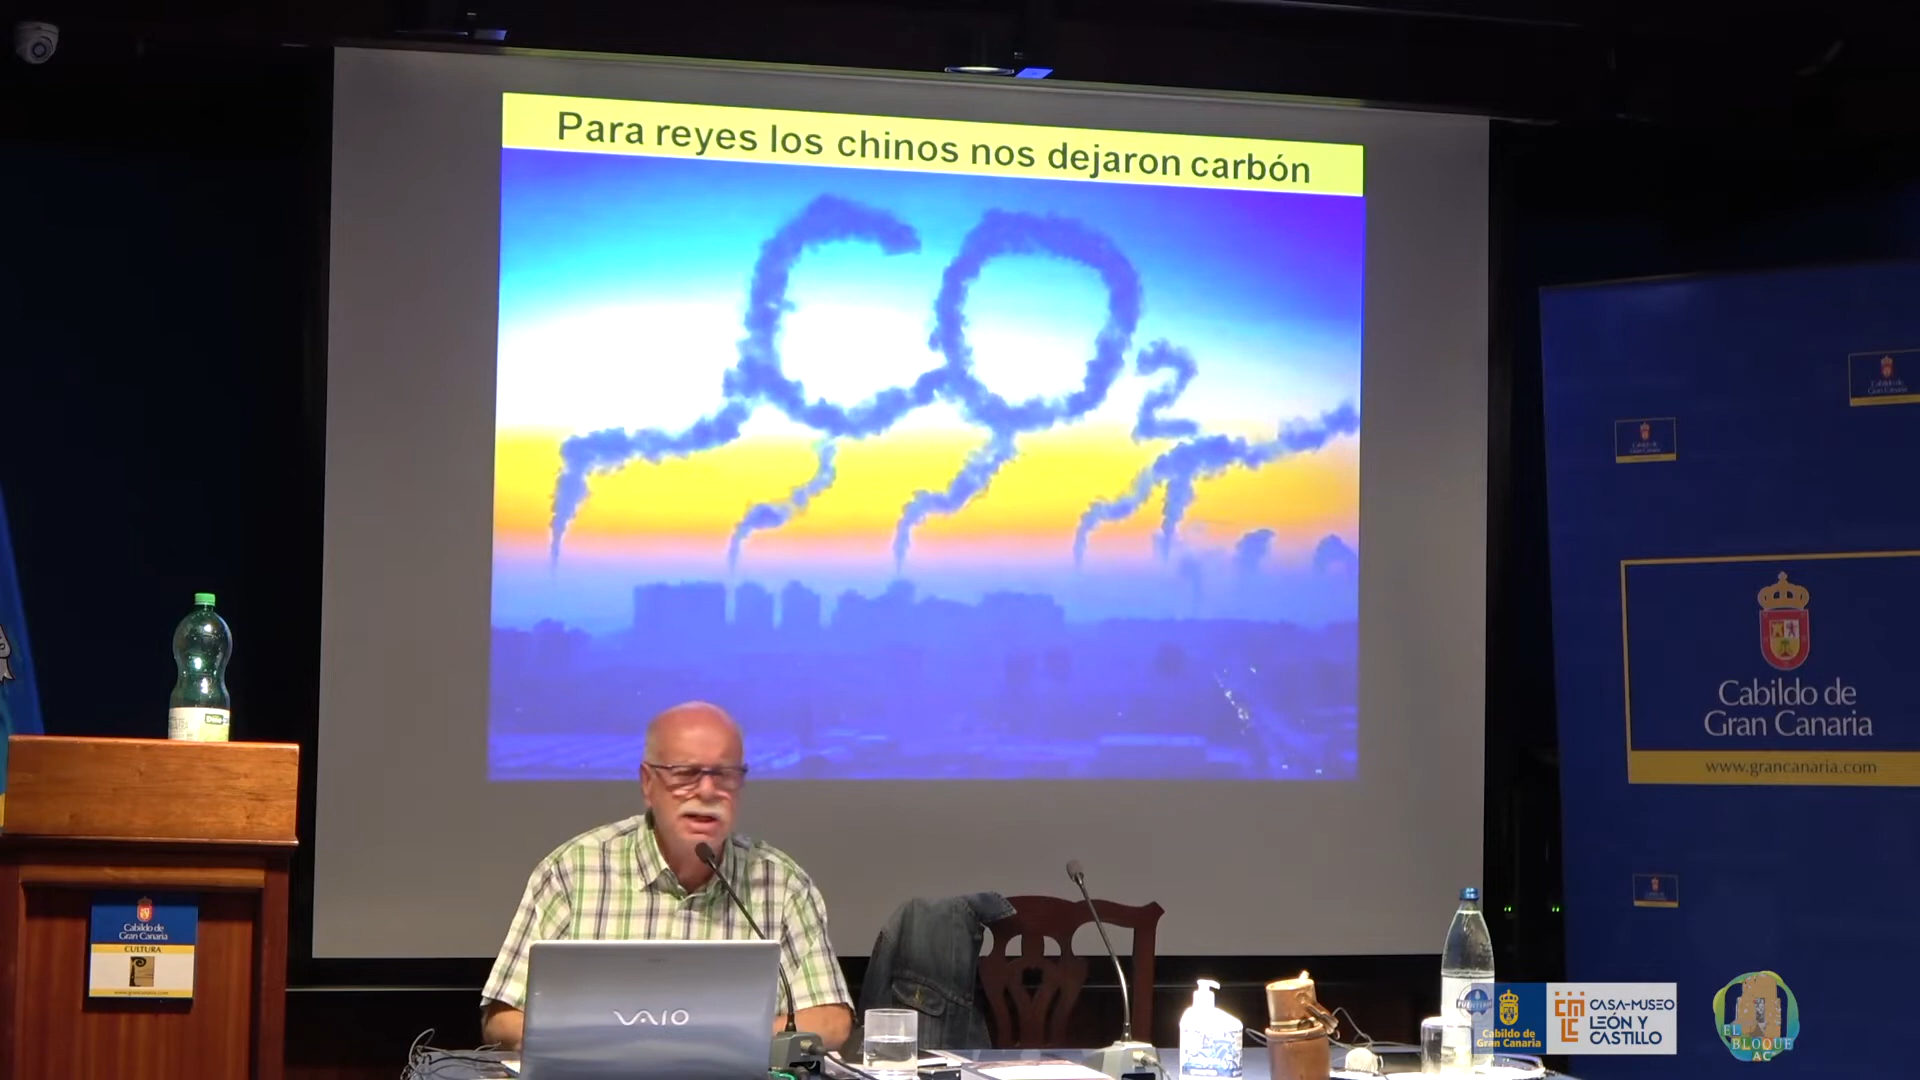 Para reyes los chinos nos dejaron carbón
CO2
Cabildo de
Gran Canaria
www.grancanaria.com
Cabildo de
Gran Canaria
CULTURA
VAIO
Cabildo de
Gran Canaria
CASA-MUSEO
LEÓN Y
CASTILLO
EL
BLOQUE
AC